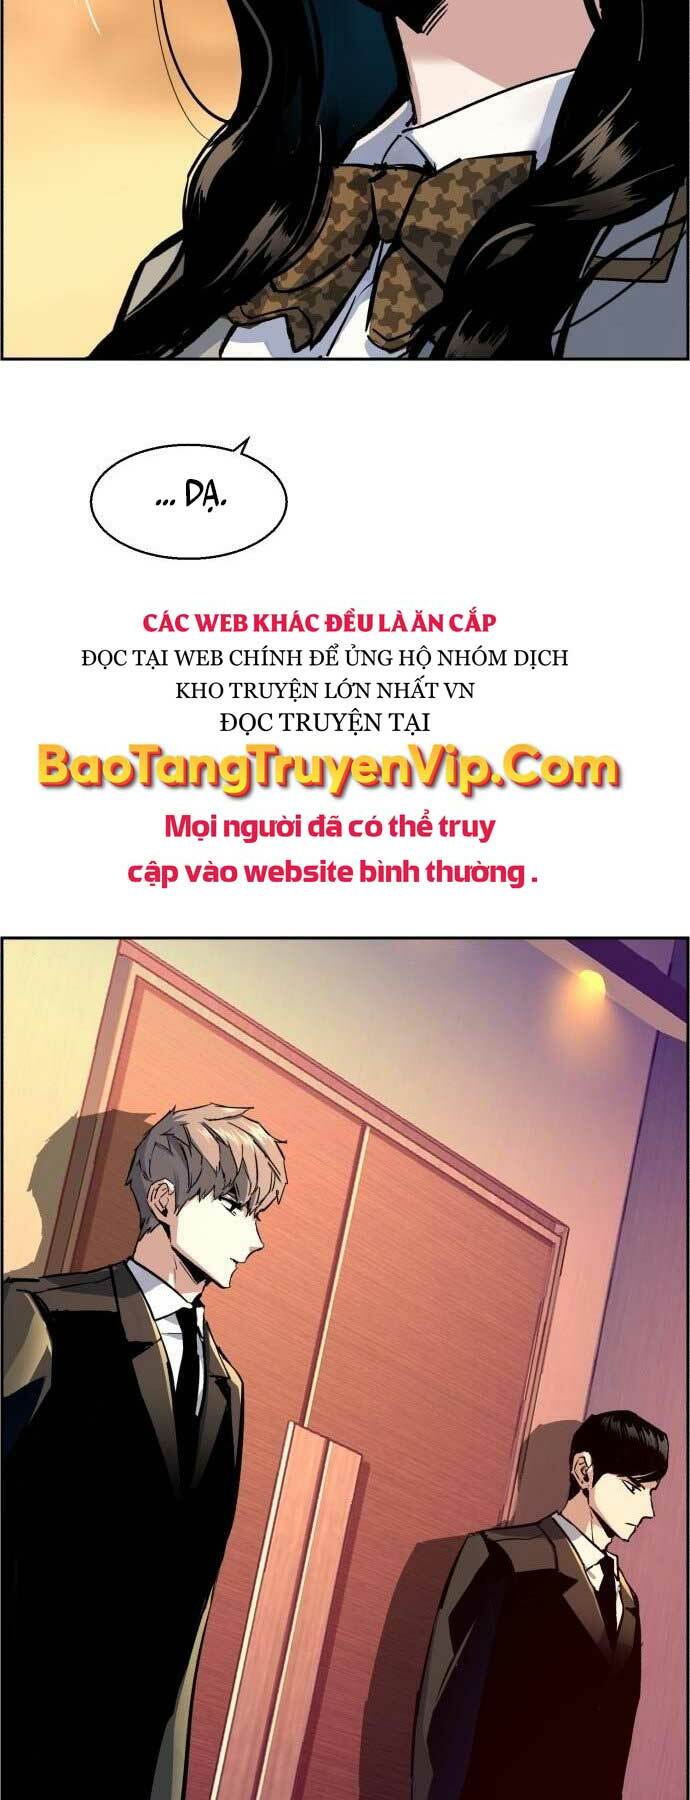 ... DẠ.
CÁC WEB KHÁC ĐỀU LÀ ĂN CẮP
ĐỌC TẠI WEB CHÍNH ĐỂ ỦNG HỘ NHÓM DỊCH
KHO TRUYỆN LỚN NHẤT VN
ĐỌC TRUYỆN TẠI
BaoTangTruyenVip.Com
Mọi người đã có thể truy
cập vào website bình thường.